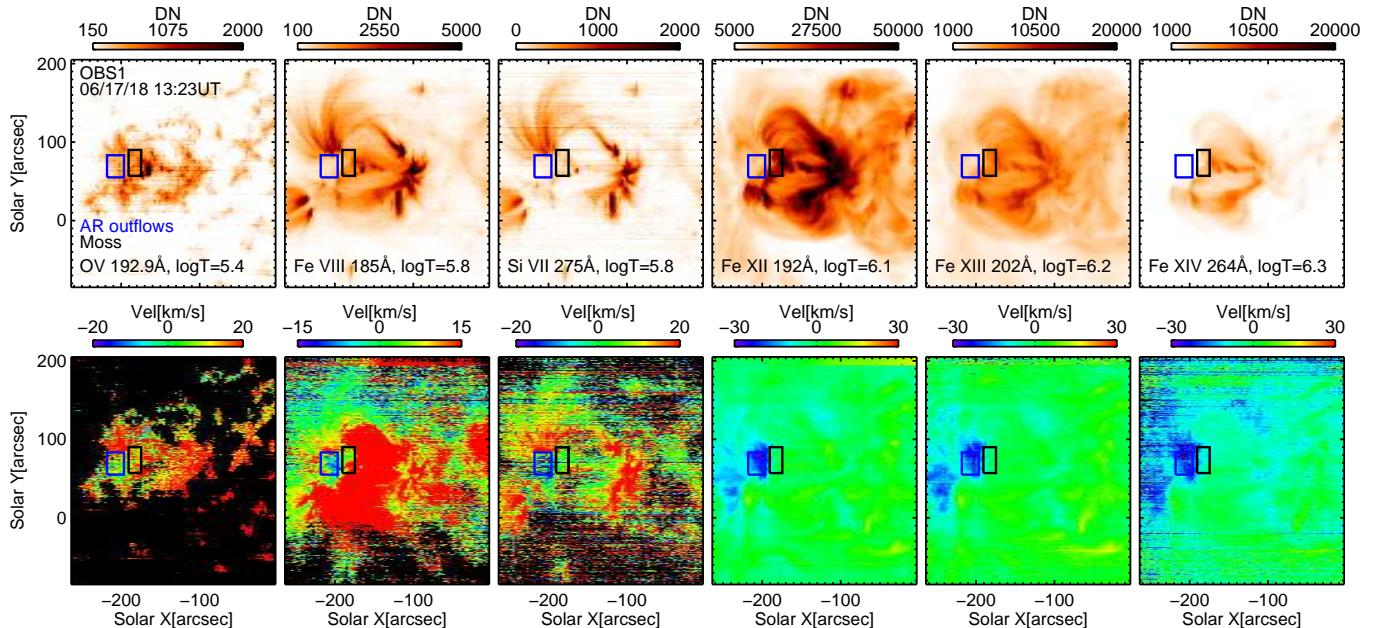 DN DN DN DN DN DN
150 1075 2000 100 2550 5000 0 1000 2000 5000 27500 50000 1000 10500 20000 1000 10500 20000
OBS1
06/17/18 13:23UT
200
100
0
Solar Y[arcsec]
AR outflows
Moss
OV 192.9Å, logT=5.4 Fe VIII 185Å, logT=5.8 Si VII 275Å, logT=5.8 Fe XII 192Å, logT=6.1 Fe XIII 202Å, logT=6.2 Fe XIV 264Å, logT=6.3
Vel[km/s] Vel[km/s] Vel[km/s] Vel[km/s] Vel[km/s] Vel[km/s]
−20 0 20 −15 0 15 −20 0 20 −30 0 30 −30 0 30 −30 0 30
200
100
0
Solar Y[arcsec]
−200 −100 −200 −100 −200 −100 −200 −100 −200 −100 −200 −100
Solar X[arcsec] Solar X[arcsec] Solar X[arcsec] Solar X[arcsec] Solar X[arcsec] Solar X[arcsec]